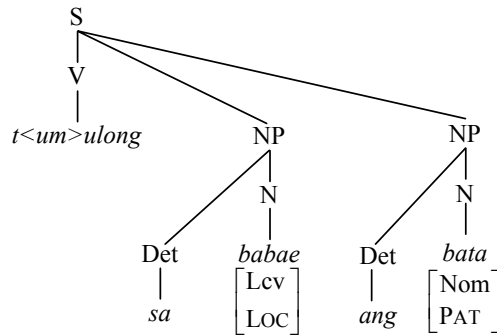 S
V
t<um>ulong
NP
NP
N
N
Det
babae
Det
bata
[Lcv
LOC]
[Nom
PAT]
sa
ang